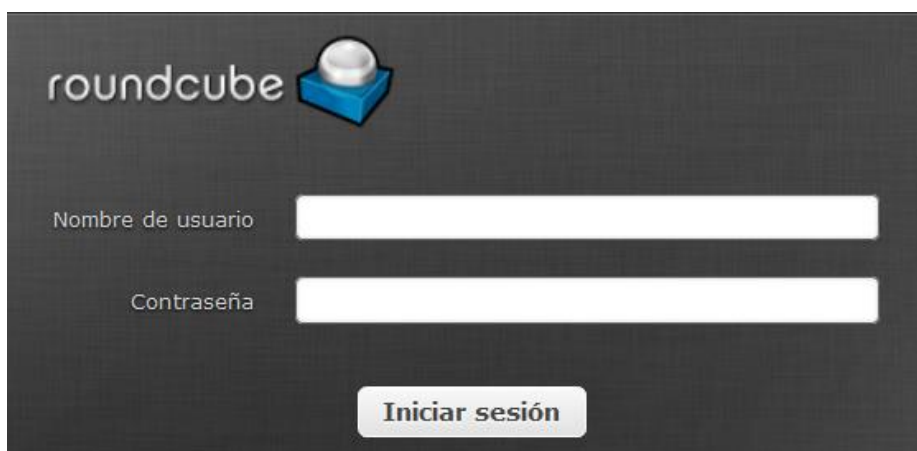 roundcube
Nombre de usuario
Contraseña
Iniciar sesión